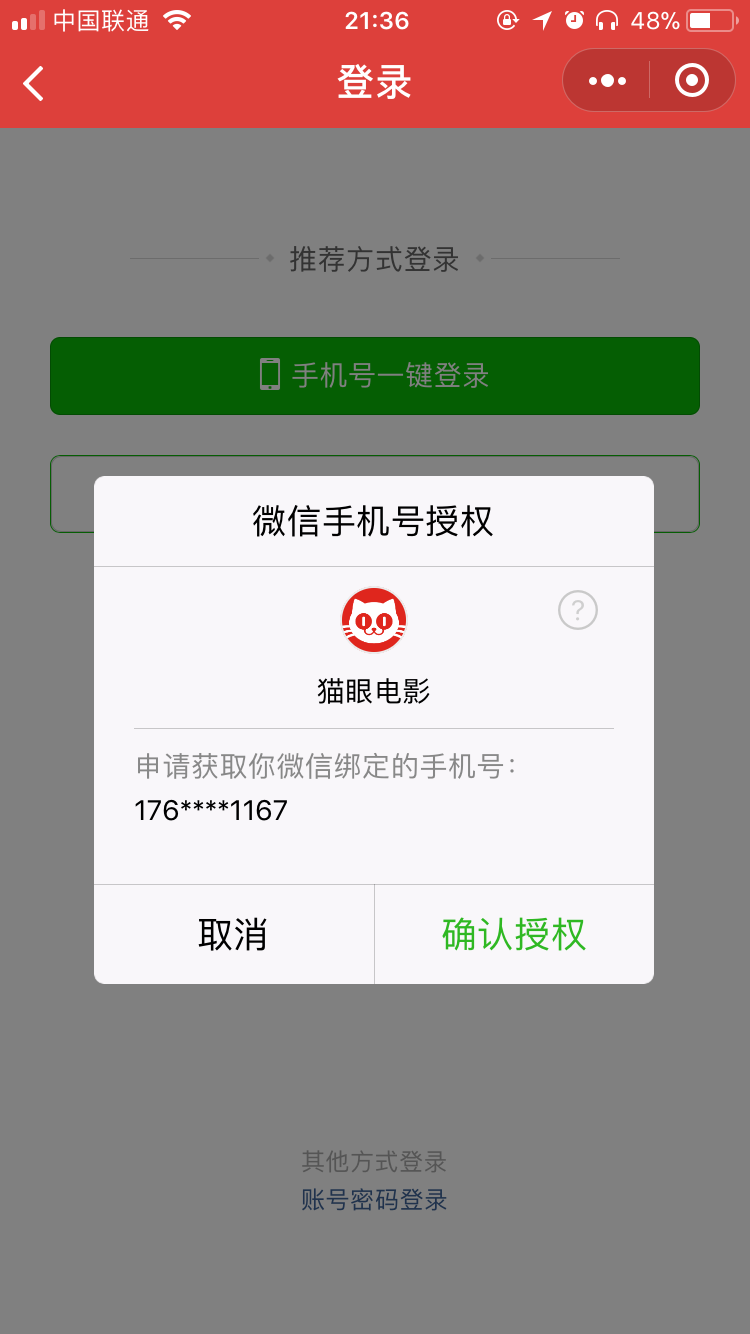 中国联通 21:36 48%
登录
推荐方式登录
手机号一键登录
微信手机号授权
?
猫眼电影
申请获取你微信绑定的手机号：
176****1167
取消 确认授权
其他方式登录
账号密码登录